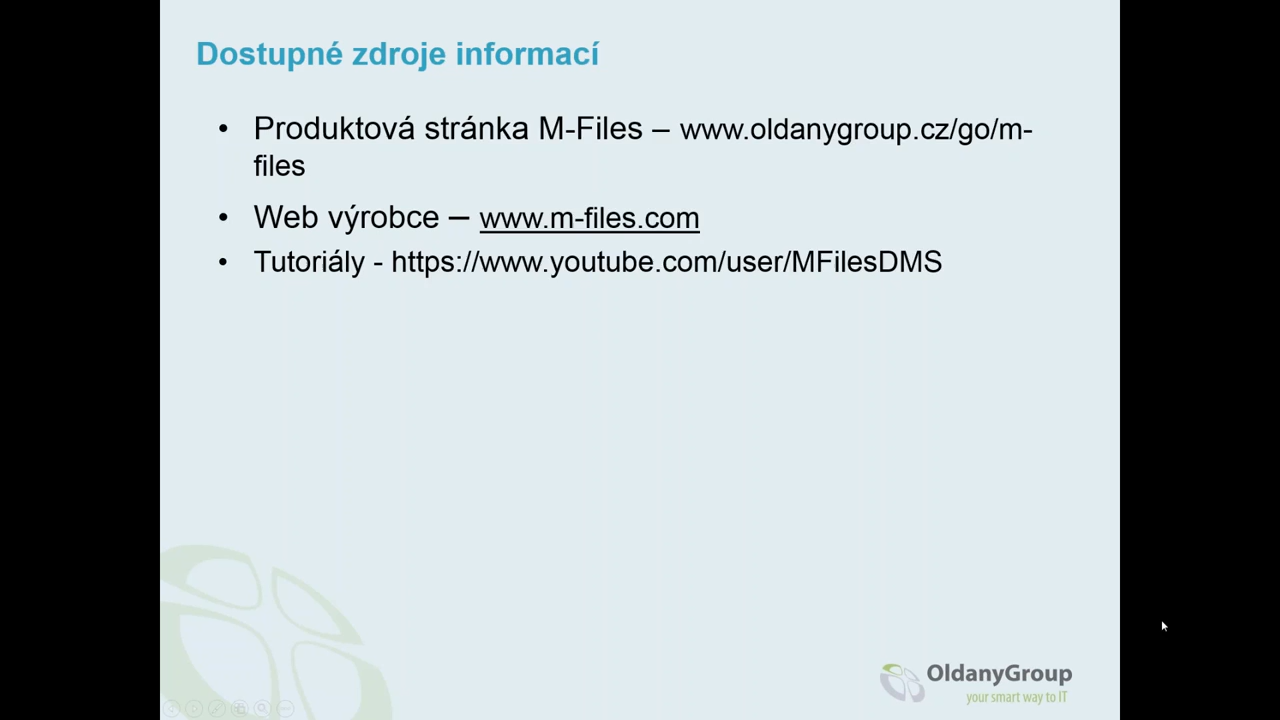 Dostupné zdroje informací
• Produktová stránka M-Files – www.oldanygroup.cz/go/m-
files
• Web výrobce – www.m-files.com
• Tutoriály - https://www.youtube.com/user/MFilesDMS
OldanyGroup
your smart way to IT